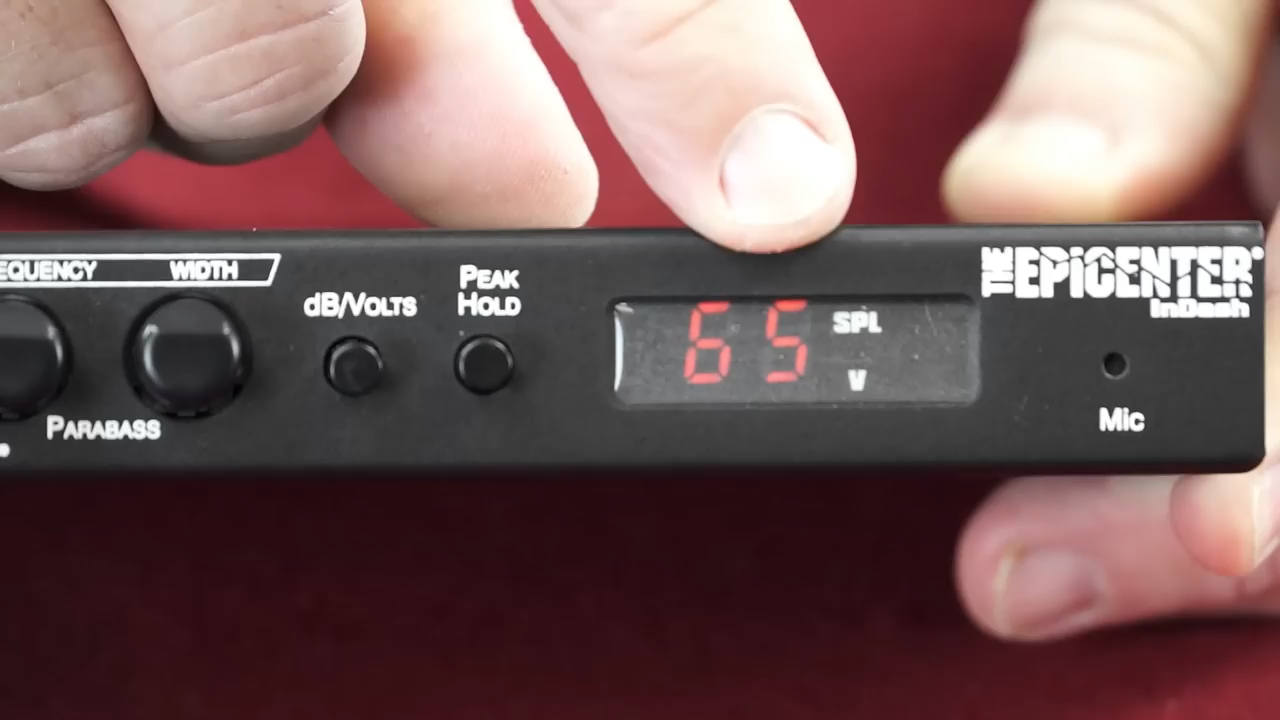 EQUENCY WIDTH
PARABASS
dB/VOLTS
PEAK
HOLD
65
SPL
V
THE EPICENTER®
InDash
Mic